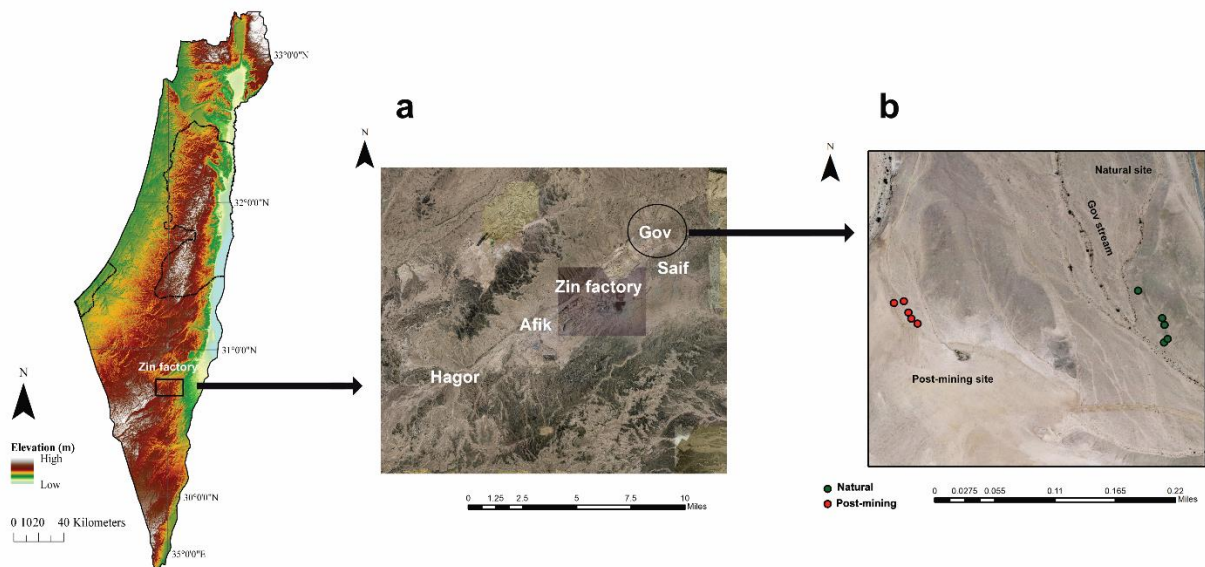 33°0'0"N
32°0'0"N
31°0'0"N
Zin factory
N
Elevation (m)
High
Low
30°0'0"N
0 1020 40 Kilometers
35°0'0"E
a
N
Gov
Saif
Zin factory
Afik
Hagor
0 1.25 2.5 5 7.5 10
Miles
b
N
Natural site
Gov stream
Post-mining site
Natural
Post-mining
0 0.0275 0.055 0.11 0.165 0.22
Miles